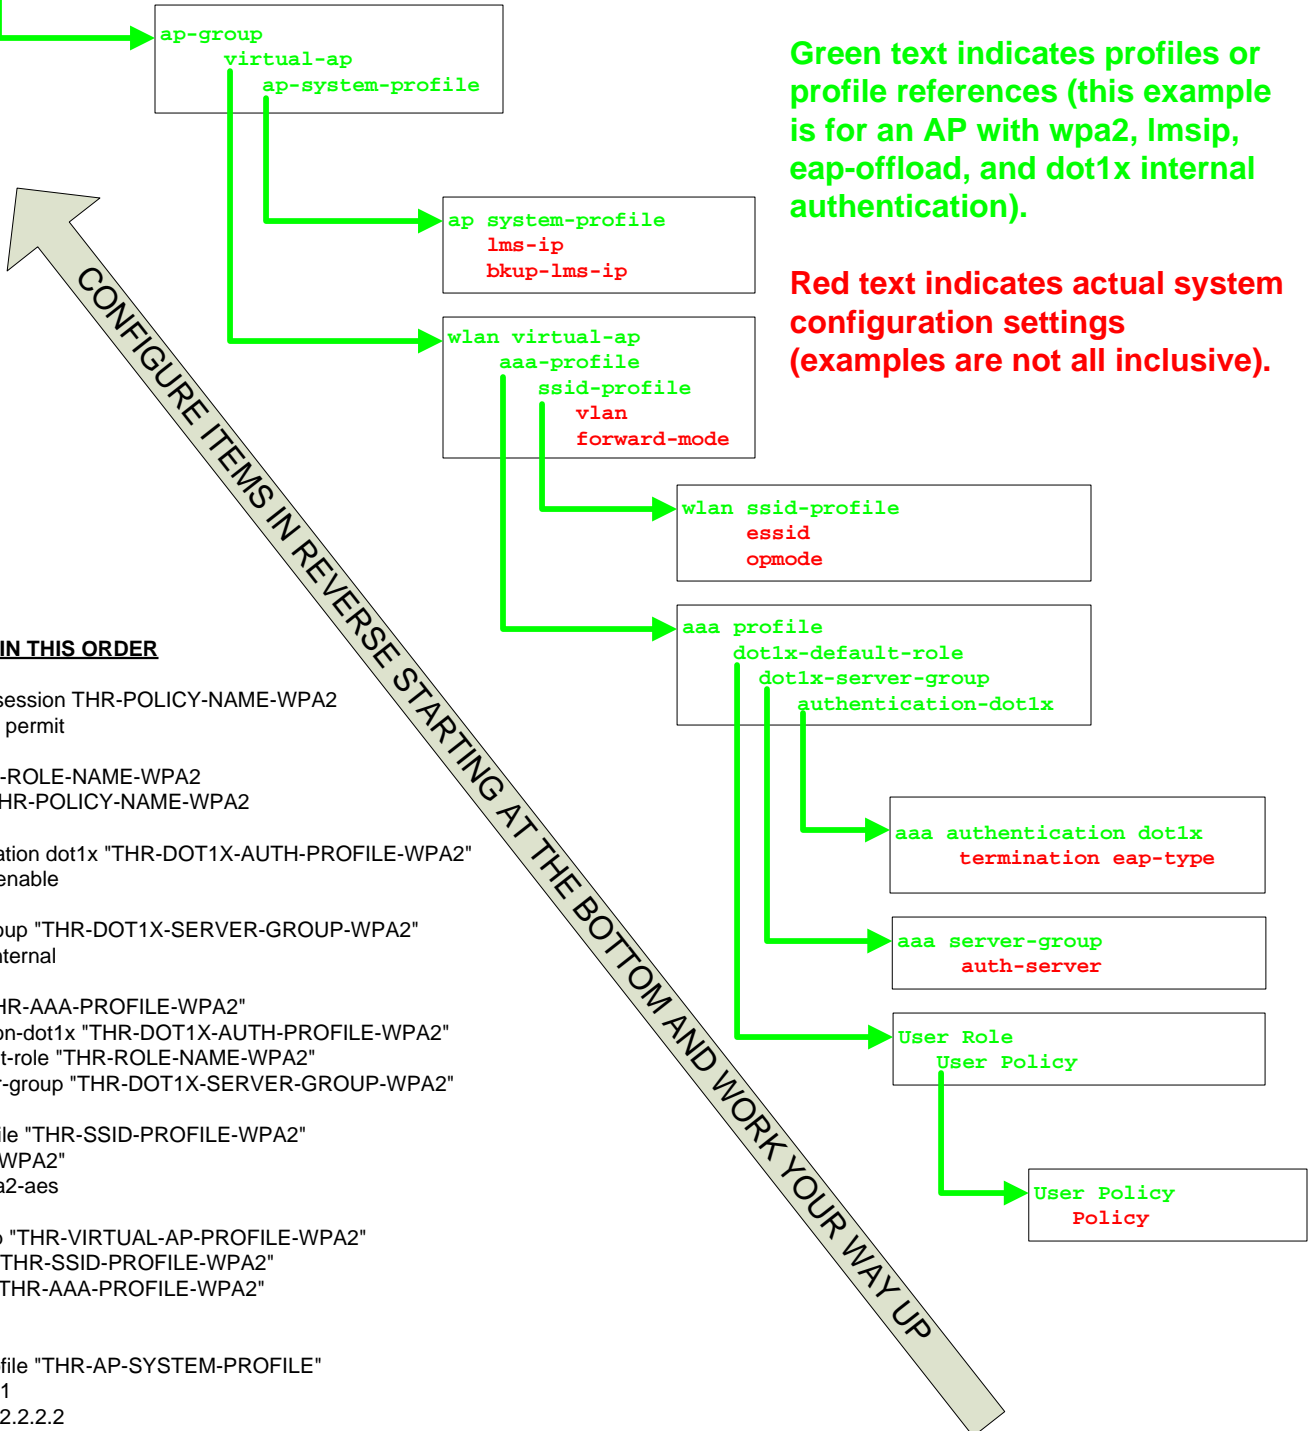 ap-group
virtual-ap
ap-system-profile
Green text indicates profiles or
profile references (this example
is for an AP with wpa2, lmsip,
eap-offload, and dot1x internal
authentication).
ap system-profile
lms-ip
bkup-lms-ip
Red text indicates actual system
configuration settings
(examples are not all inclusive).
wlan virtual-ap
aaa-profile
ssid-profile
vlan
forward-mode
wlan ssid-profile
essid
opmode
aaa profile
dot1x-default-role
dot1x-server-group
authentication-dot1x
aaa authentication dot1x
termination eap-type
aaa server-group
auth-server
User Role
User Policy
User Policy
Policy
CONFIGURE ITEMS IN REVERSE STARTING AT THE BOTTOM AND WORK YOUR WAY UP
IN THIS ORDER
session THR-POLICY-NAME-WPA2
permit
-ROLE-NAME-WPA2
HR-POLICY-NAME-WPA2
ation dot1x "THR-DOT1X-AUTH-PROFILE-WPA2"
enable
oup "THR-DOT1X-SERVER-GROUP-WPA2"
nternal
HR-AAA-PROFILE-WPA2"
on-dot1x "THR-DOT1X-AUTH-PROFILE-WPA2"
t-role "THR-ROLE-NAME-WPA2"
r-group "THR-DOT1X-SERVER-GROUP-WPA2"
ile "THR-SSID-PROFILE-WPA2"
WPA2"
a2-aes
"THR-VIRTUAL-AP-PROFILE-WPA2"
THR-SSID-PROFILE-WPA2"
THR-AAA-PROFILE-WPA2"
file "THR-AP-SYSTEM-PROFILE"
1
2.2.2.2